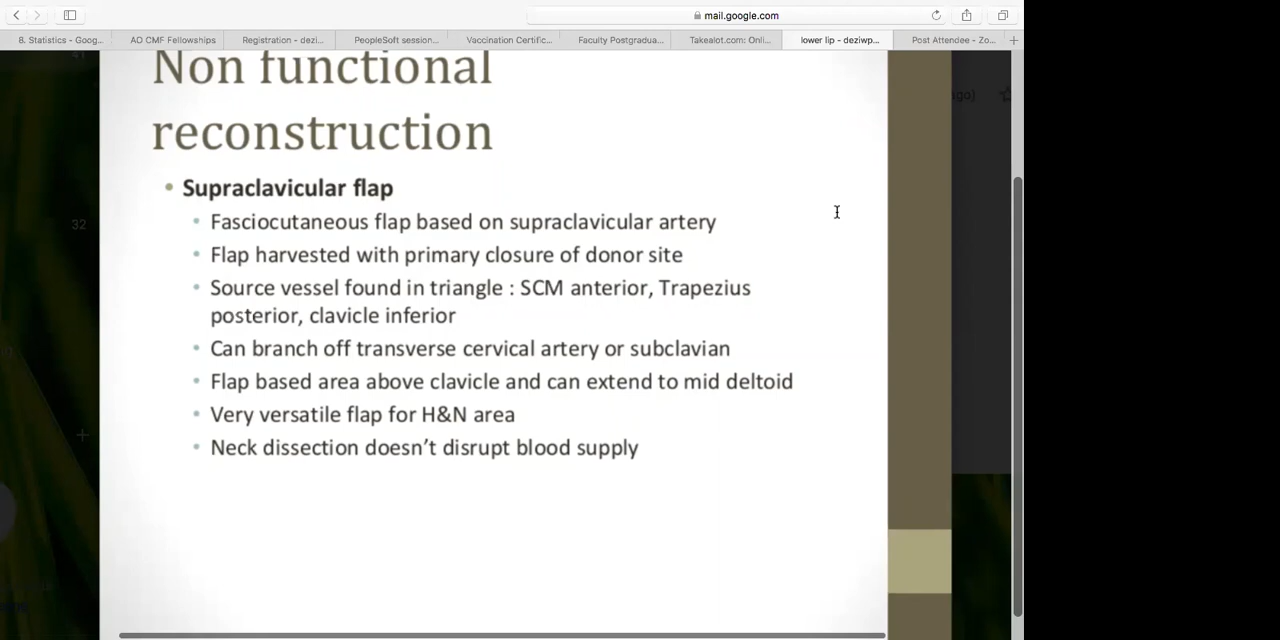 mail.google.com
8. Statistics - Goog...
AO CMF Fellowships
Registration - dezi...
PeopleSoft session...
Vaccination Certific...
Faculty Postgradua...
Takealot.com: Onli...
lower lip - deziwp...
Post Attendee - Zo...
Non functional
reconstruction
ago)
• Supraclavicular flap
• Fasciocutaneous flap based on supraclavicular artery
32
• Flap harvested with primary closure of donor site
• Source vessel found in triangle : SCM anterior, Trapezius
posterior, clavicle inferior
• Can branch off transverse cervical artery or subclavian
• Flap based area above clavicle and can extend to mid deltoid
• Very versatile flap for H&N area
• Neck dissection doesn't disrupt blood supply